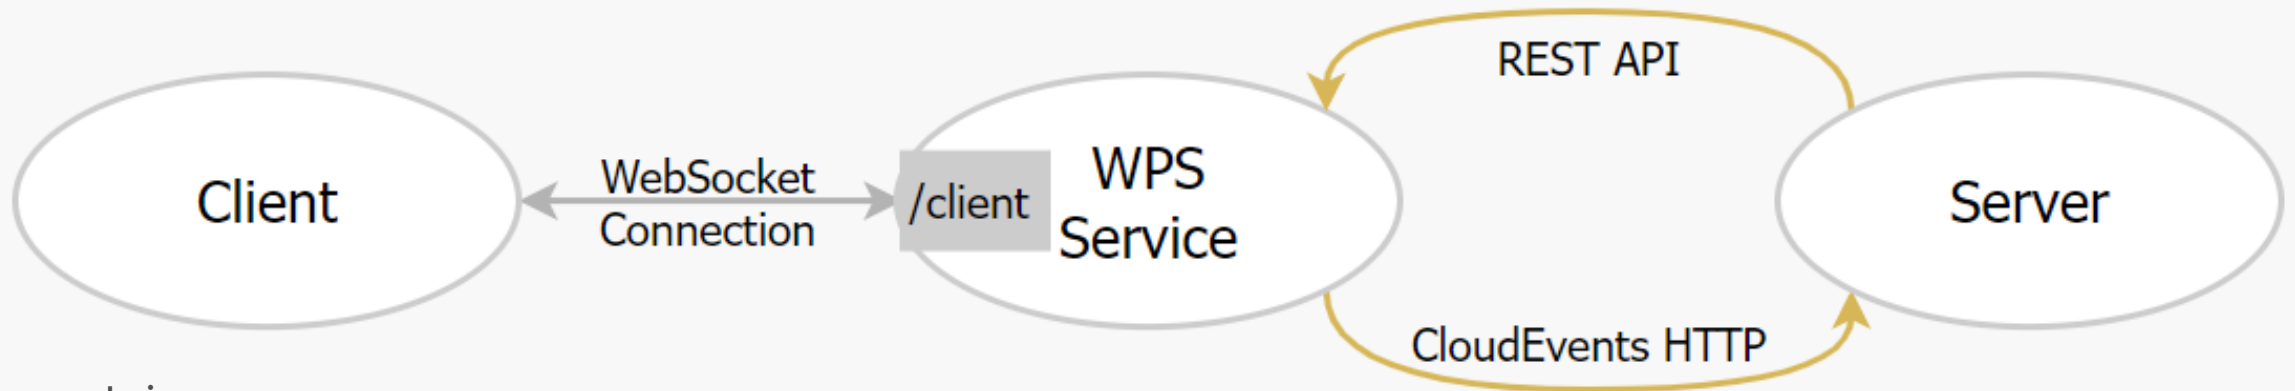 REST API
Client
WebSocket
Connection
/client
WPS
Service
Server
CloudEvents HTTP